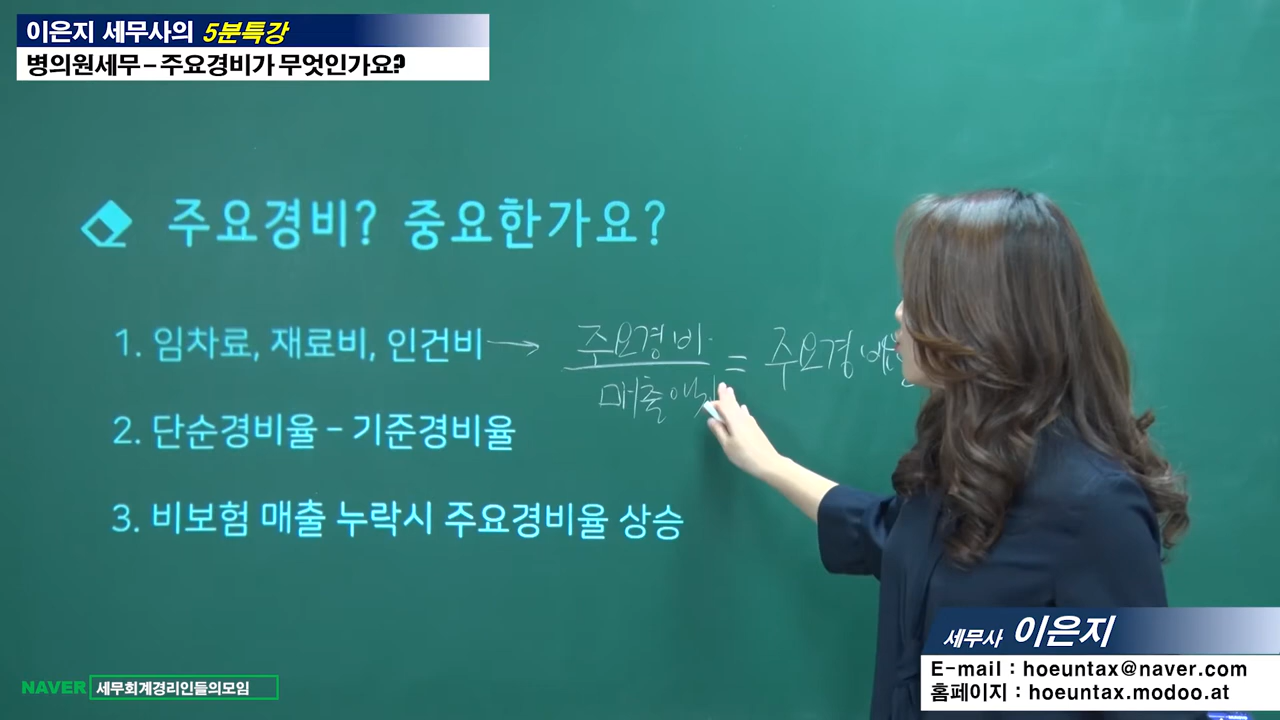 이은지 세무사의 5분특강
병의원세무 – 주요경비가 무엇인가요?
주요경비? 중요한가요?
1. 임차료, 재료비, 인건비 →
주요경비
매출액
= 주요경비율
2. 단순경비율 - 기준경비율
3. 비보험 매출 누락시 주요경비율 상승
세무사 이은지
E-mail : hoeuntax@naver.com
홈페이지 : hoeuntax.modoo.at
NAVER 세무회계경리인들의모임